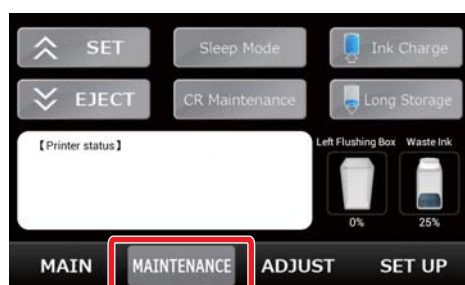 SET
Sleep Mode
Ink Charge
EJECT
CR Maintenance
Long Storage
【Printer status】
Left Flushing Box
Waste Ink
0%
25%
MAIN
MAINTENANCE
ADJUST
SET UP